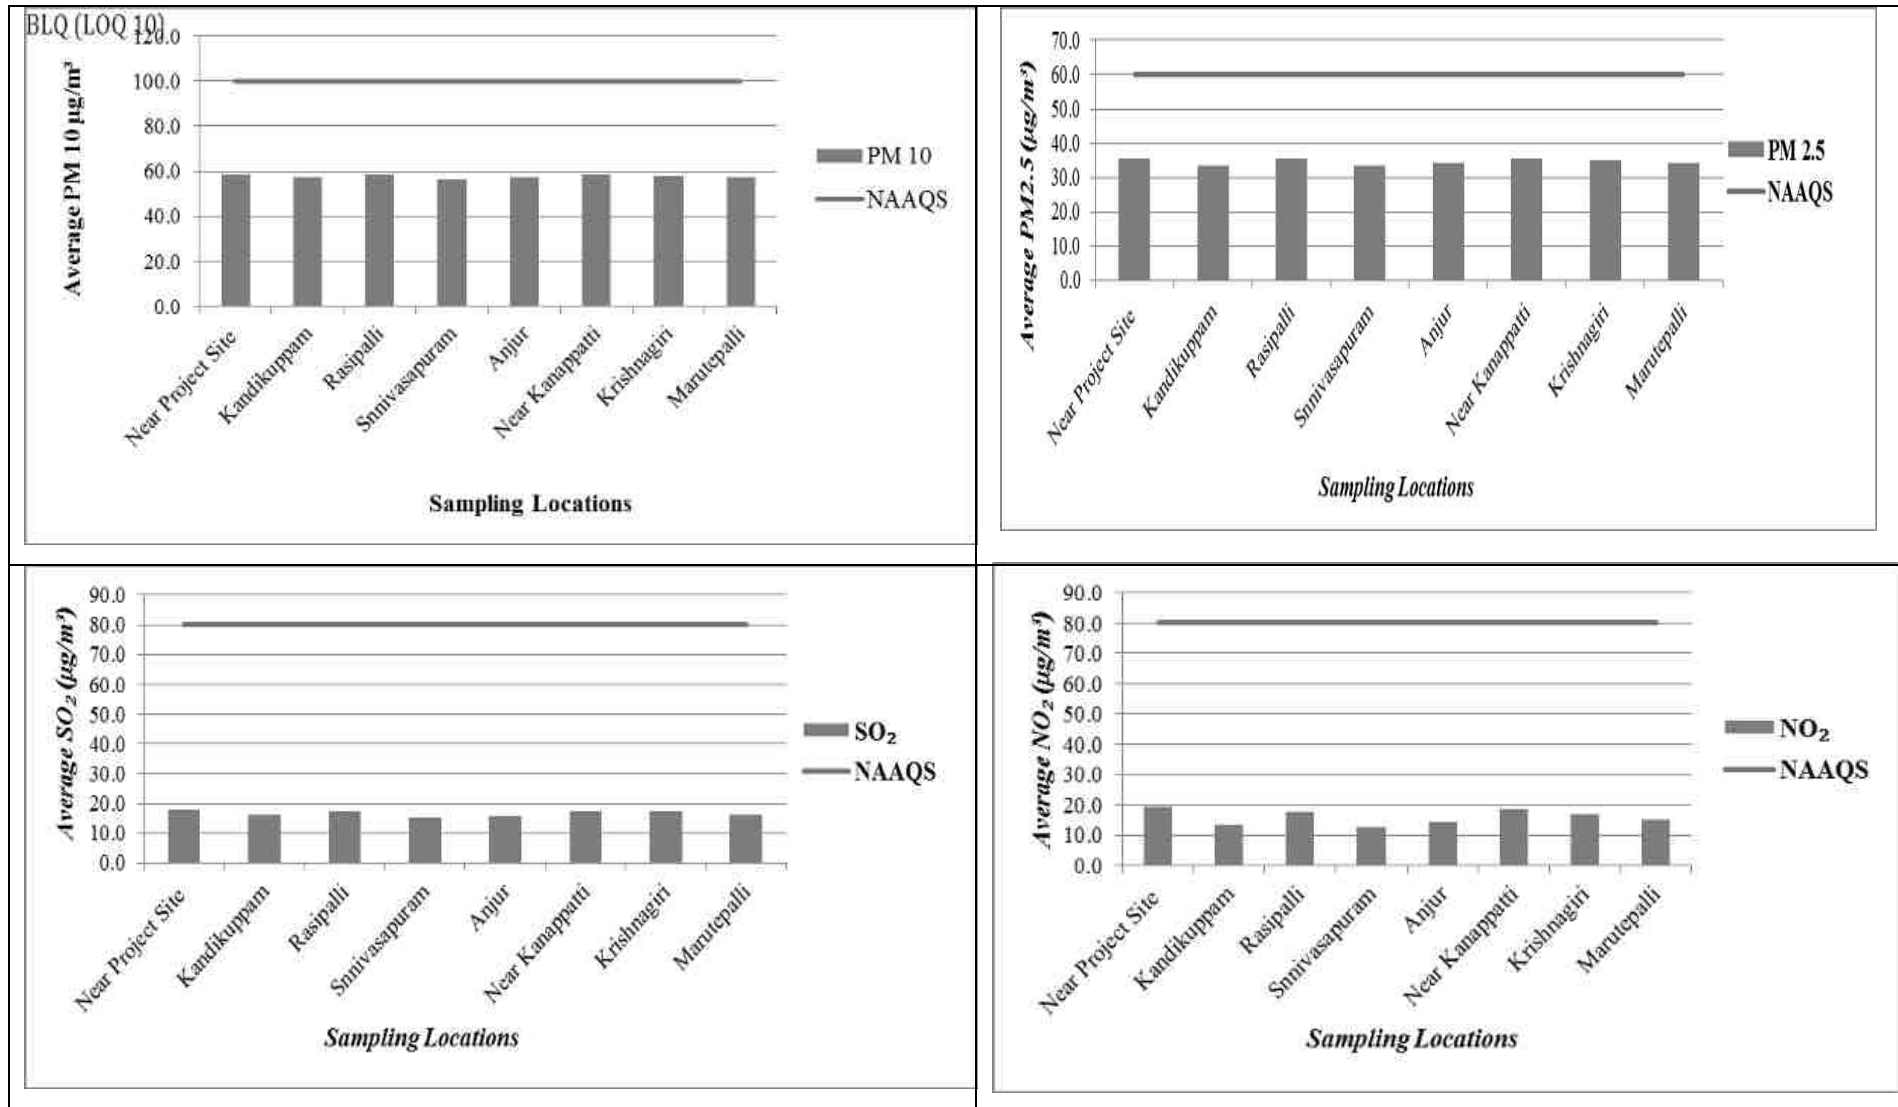 BLQ (LOQ 10)
120.0
100.0
80.0
60.0
40.0
20.0
0.0
Average PM 10 µg/m³
PM 10
NAAQS
Near Project Site
Kandikuppam
Rasipalli
Snnivasapuram
Anjur
Near Kanappatti
Krishnagiri
Marutepalli
Sampling Locations
70.0
60.0
50.0
40.0
30.0
20.0
10.0
0.0
Average PM2.5 (µg/m³)
PM 2.5
NAAQS
Near Project Site
Kandikuppam
Rasipalli
Snnivasapuram
Anjur
Near Kanappatti
Krishnagiri
Marutepalli
Sampling Locations
90.0
80.0
70.0
60.0
50.0
40.0
30.0
20.0
10.0
0.0
Average SO₂ (µg/m³)
SO₂
NAAQS
Near Project Site
Kandikuppam
Rasipalli
Snnivasapuram
Anjur
Near Kanappatti
Krishnagiri
Marutepalli
Sampling Locations
90.0
80.0
70.0
60.0
50.0
40.0
30.0
20.0
10.0
0.0
Average NO₂ (µg/m³)
NO₂
NAAQS
Near Project Site
Kandikuppam
Rasipalli
Snnivasapuram
Anjur
Near Kanappatti
Krishnagiri
Marutepalli
Sampling Locations